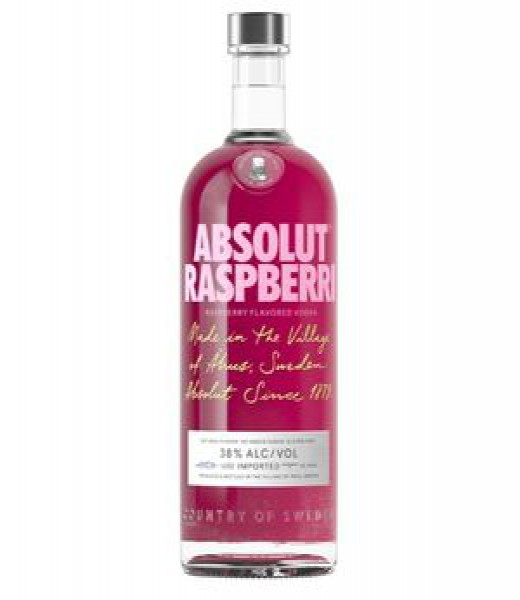 ABSOLUT
RASPBERRI
RASPBERRY FLAVORED VODKA
Made in the Village
of Åhus, Sweden
Absolut Since 1879.
38% ALC/VOL
IMPORTED
COUNTRY OF SWEDEN